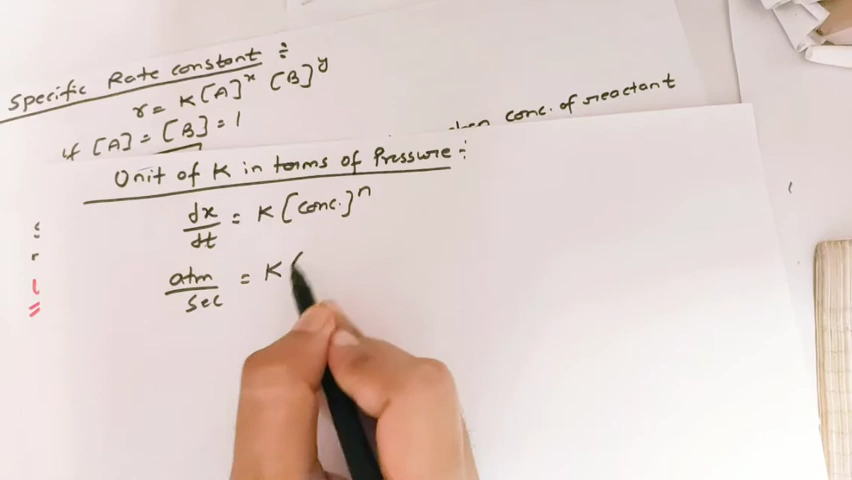 Specific Rate constant :
r = K [A]^x [B]^y
If [A] = [B] = 1
conc. of reactant
Unit of K in terms of Pressure :
dx/dt = K [conc.]^n
atm/sec = K (